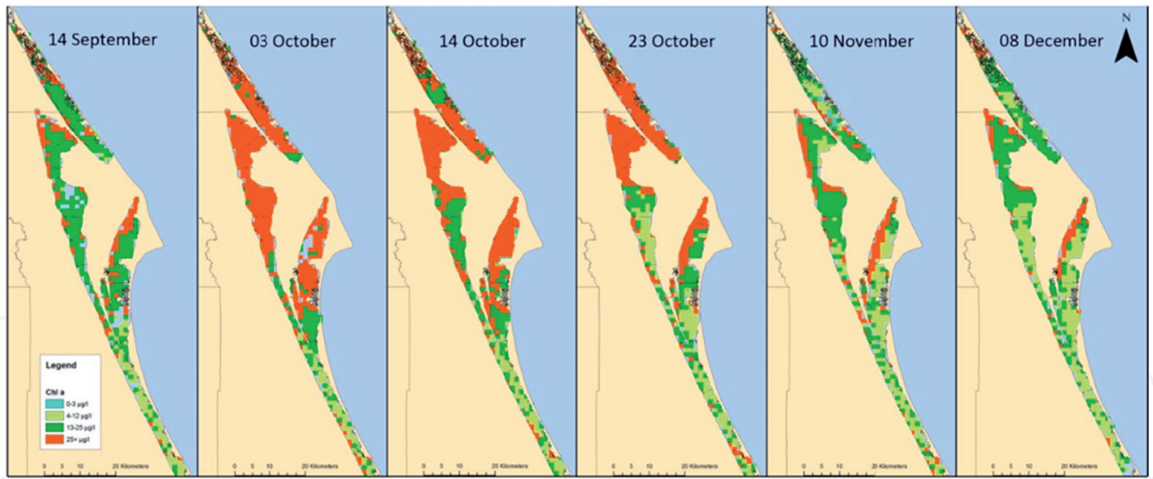 14 September
03 October
14 October
23 October
10 November
08 December
N
Legend
Chl a
0-3 µg/l
4-12 µg/l
13-25 µg/l
25+ µg/l
0 5 10 20 Kilometers
0 5 10 20 Kilometers
0 5 10 20 Kilometers
0 5 10 20 Kilometers
0 5 10 20 Kilometers
0 5 10 20 Kilometers